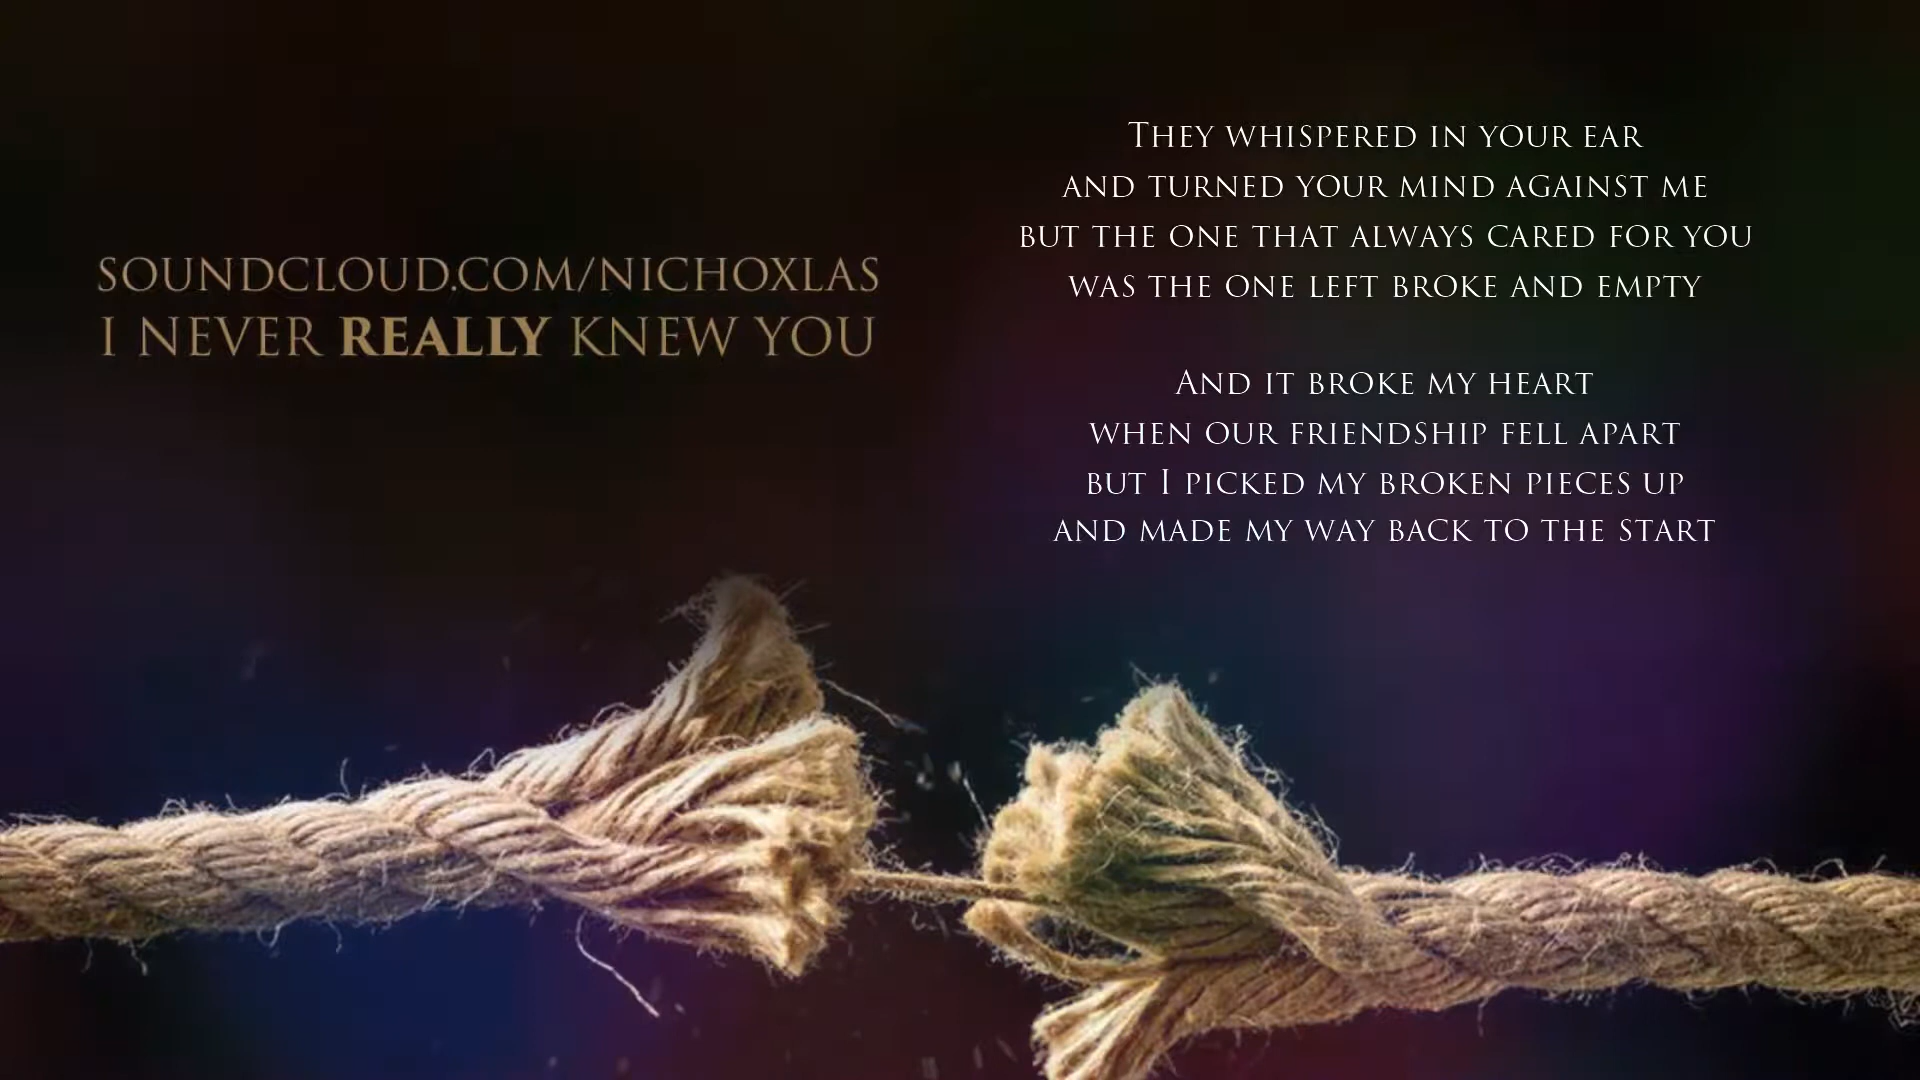 SOUNDCLOUD.COM/NICHOXLAS
I NEVER REALLY KNEW YOU
They whispered in your ear
and turned your mind against me
but the one that always cared for you
was the one left broke and empty
And it broke my heart
when our friendship fell apart
but I picked my broken pieces up
and made my way back to the start